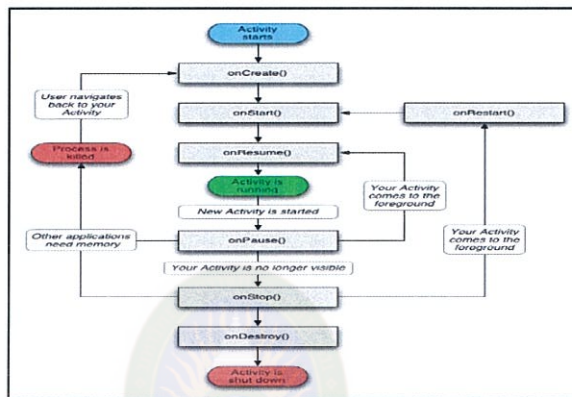 Activity
starts
onCreate()
User navigates
back to your
Activity
onStart()
onRestart()
Process is
killed
onResume()
Activity is
running
New Activity is started
Your Activity
comes to the
foreground
Other applications
need memory
onPause()
Your Activity
comes to the
foreground
Your Activity is no longer visible
onStop()
onDestroy()
Activity is
shut down